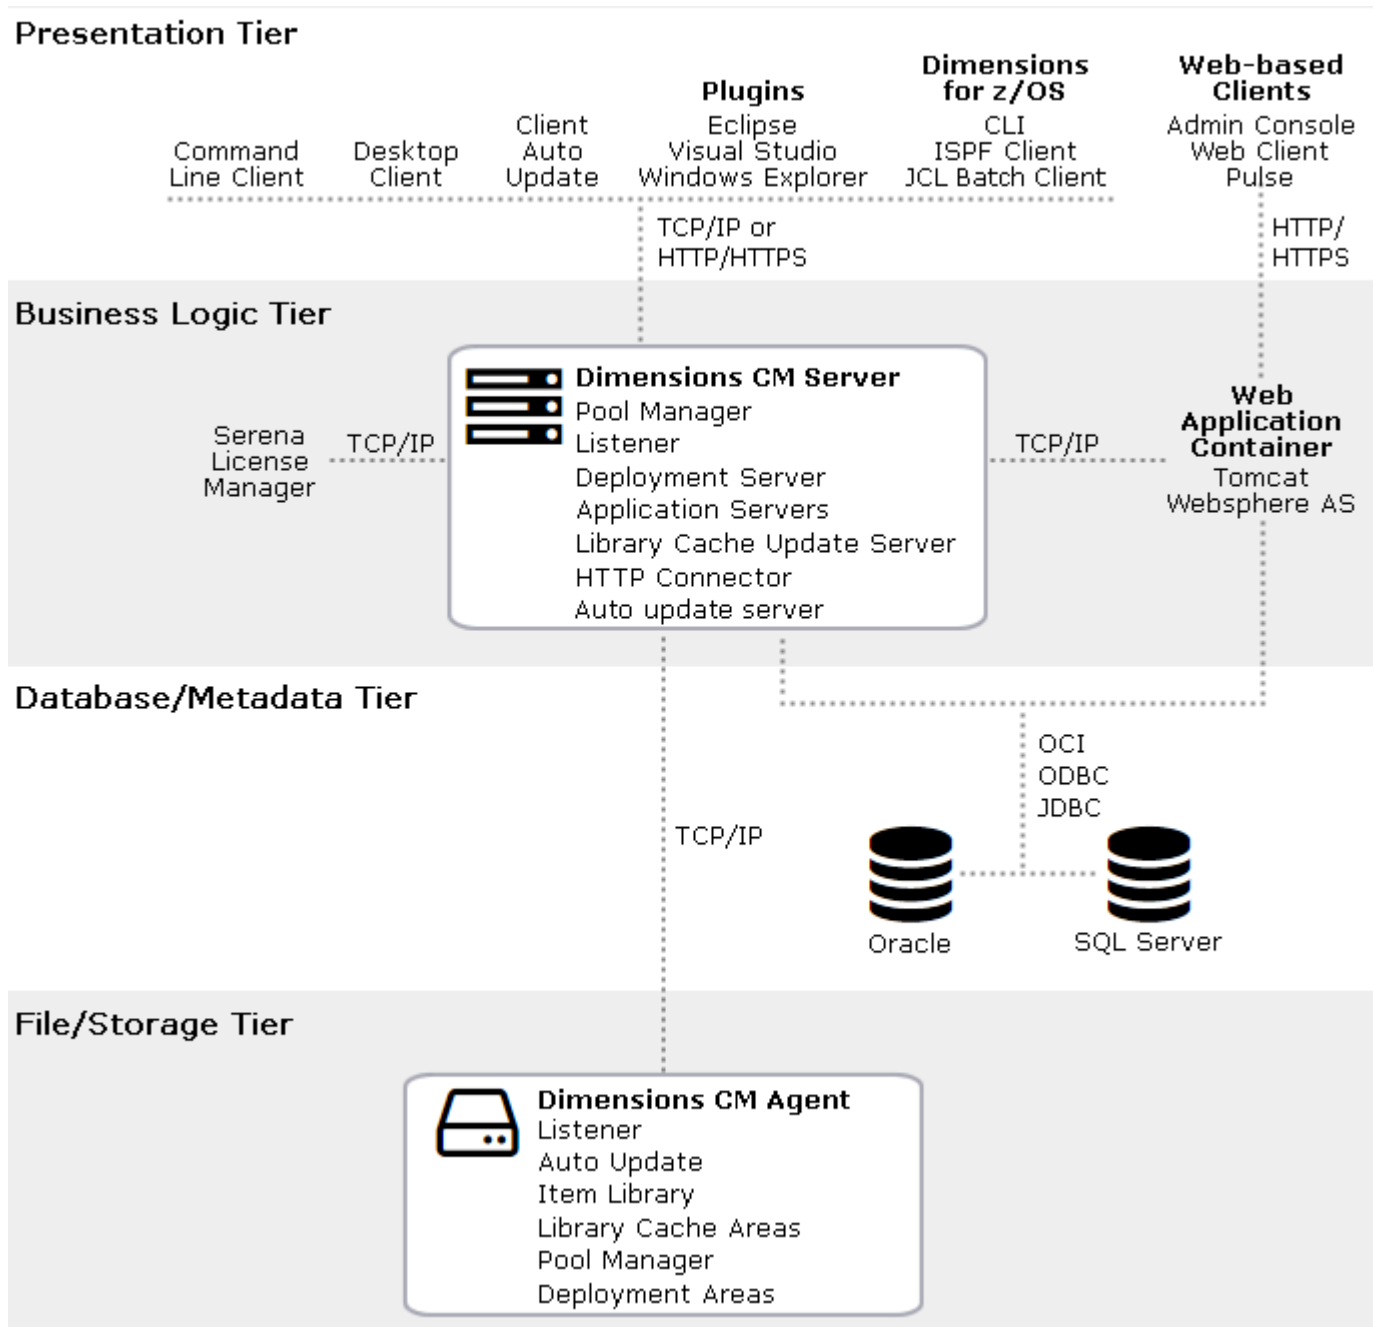 Presentation Tier
Command
Line Client
Desktop
Client
Client
Auto
Update
Plugins
Eclipse
Visual Studio
Windows Explorer
Dimensions
for z/OS
CLI
ISPF Client
JCL Batch Client
Web-based
Clients
Admin Console
Web Client
Pulse
TCP/IP or
HTTP/HTTPS
HTTP/
HTTPS
Business Logic Tier
Serena
License
Manager
TCP/IP
Dimensions CM Server
Pool Manager
Listener
Deployment Server
Application Servers
Library Cache Update Server
HTTP Connector
Auto update server
TCP/IP
Web
Application
Container
Tomcat
Websphere AS
Database/Metadata Tier
OCI
ODBC
JDBC
TCP/IP
Oracle
SQL Server
File/Storage Tier
Dimensions CM Agent
Listener
Auto Update
Item Library
Library Cache Areas
Pool Manager
Deployment Areas